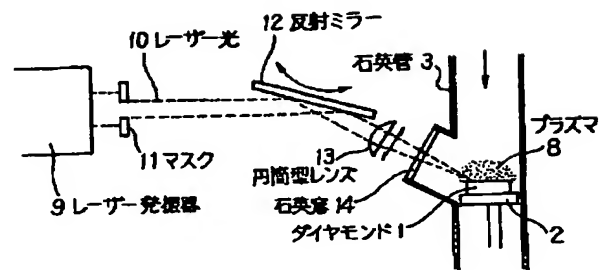 12 反射ミラー
10 レーザー光
石英管 3
プラズマ
8
11 マスク
13
円筒型レンズ
石英窓 14
9 レーザー発振器
ダイヤモンド 1
2